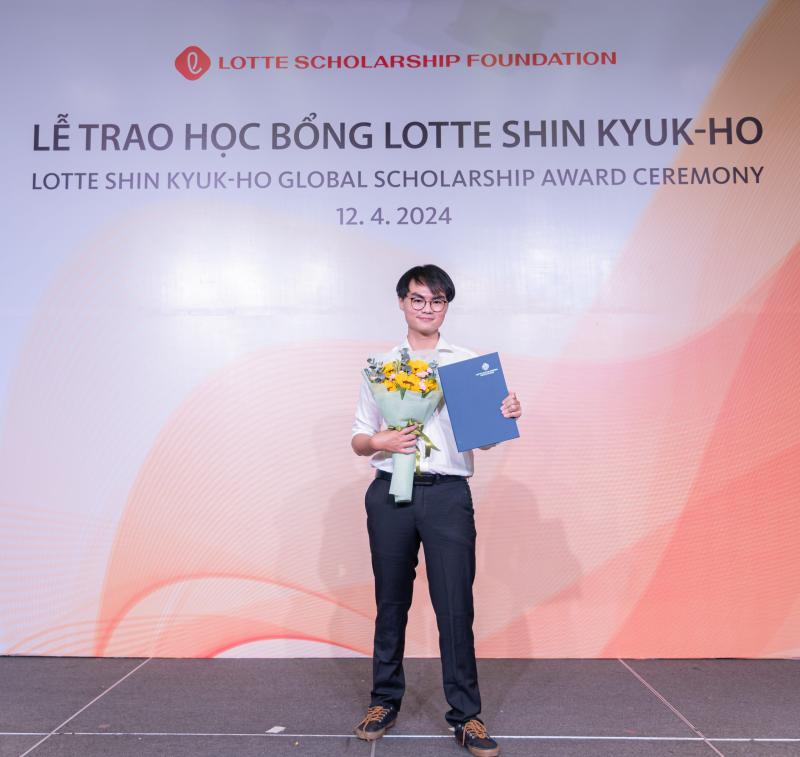 LOTTE SCHOLARSHIP FOUNDATION
LỄ TRAO HỌC BỔNG LOTTE SHIN KYUK-HO
LOTTE SHIN KYUK-HO GLOBAL SCHOLARSHIP AWARD CEREMONY
12. 4. 2024